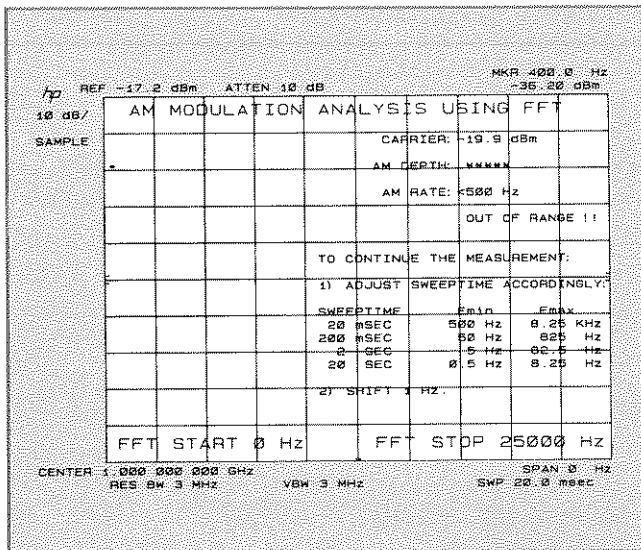 MKR 400.0 Hz
hp REF -17.2 dBm ATTEN 10 dB -36.20 dBm
10 dB/
AM MODULATION ANALYSIS USING FFT
SAMPLE
CARRIER: -19.9 dBm
AM DEPTH: *****
AM RATE: <500 Hz
OUT OF RANGE !!
TO CONTINUE THE MEASUREMENT:
1) ADJUST SWEEPTIME ACCORDINGLY:
SWEEPTIME Fmin Fmax
20 mSEC 500 Hz 8.25 KHz
200 mSEC 50 Hz 825 Hz
2 SEC 5 Hz 82.5 Hz
20 SEC 0.5 Hz 8.25 Hz
2) SHIFT 1 HZ.
FFT START 0 Hz FFT STOP 25000 Hz
CENTER 1.000 000 000 GHz SPAN 0 Hz
RES BW 3 MHz VBW 3 MHz SWP 20.0 msec